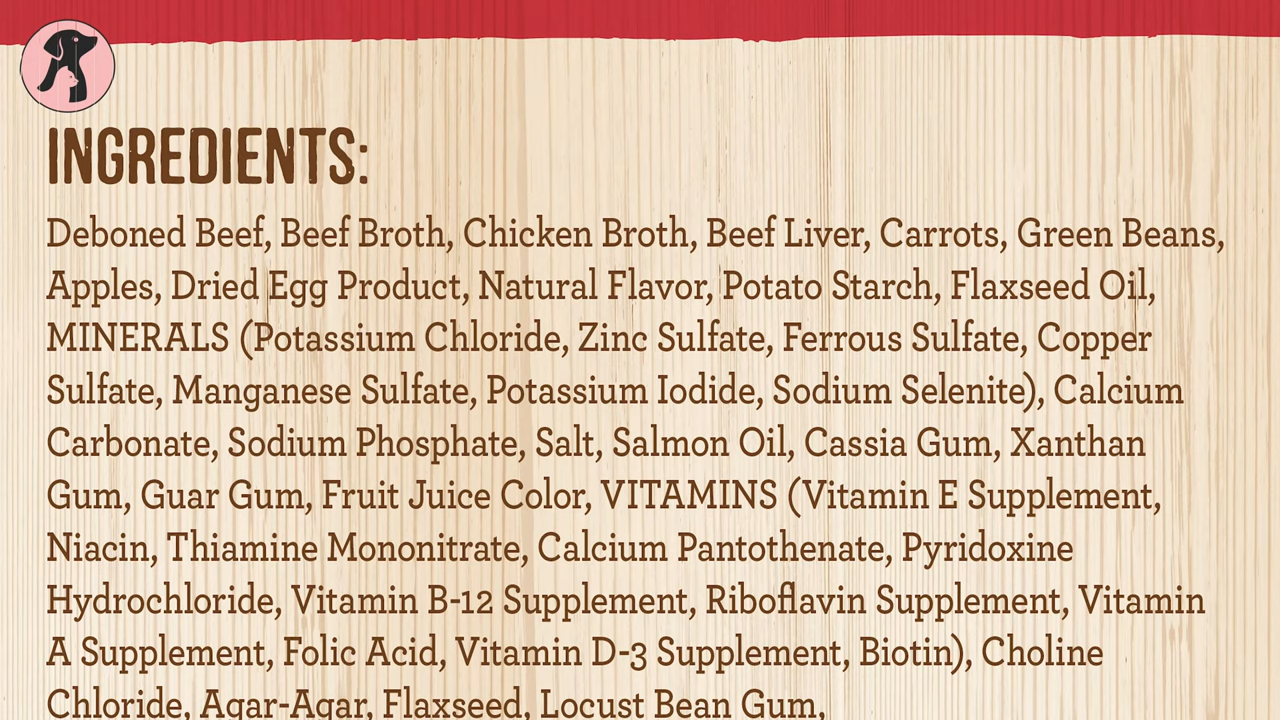 INGREDIENTS:
Deboned Beef, Beef Broth, Chicken Broth, Beef Liver, Carrots, Green Beans,
Apples, Dried Egg Product, Natural Flavor, Potato Starch, Flaxseed Oil,
MINERALS (Potassium Chloride, Zinc Sulfate, Ferrous Sulfate, Copper
Sulfate, Manganese Sulfate, Potassium Iodide, Sodium Selenite), Calcium
Carbonate, Sodium Phosphate, Salt, Salmon Oil, Cassia Gum, Xanthan
Gum, Guar Gum, Fruit Juice Color, VITAMINS (Vitamin E Supplement,
Niacin, Thiamine Mononitrate, Calcium Pantothenate, Pyridoxine
Hydrochloride, Vitamin B-12 Supplement, Riboflavin Supplement, Vitamin
A Supplement, Folic Acid, Vitamin D-3 Supplement, Biotin), Choline
Chloride, Agar-Agar, Flaxseed, Locust Bean Gum,